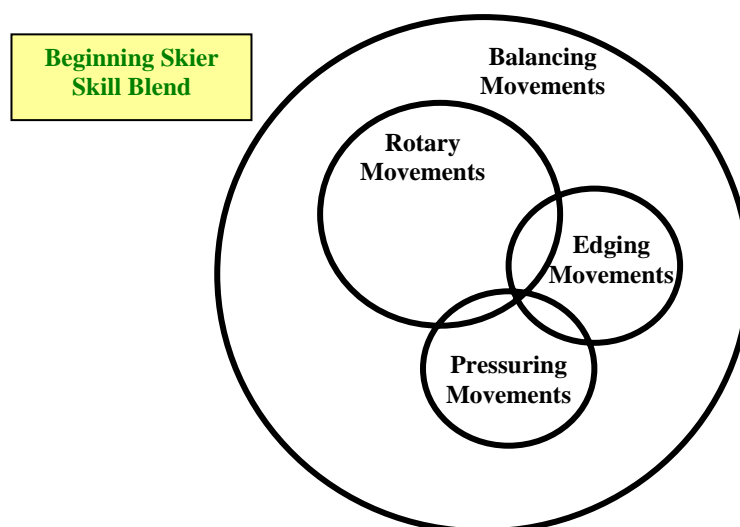 Beginning Skier
Skill Blend
Balancing
Movements
Rotary
Movements
Edging
Movements
Pressuring
Movements